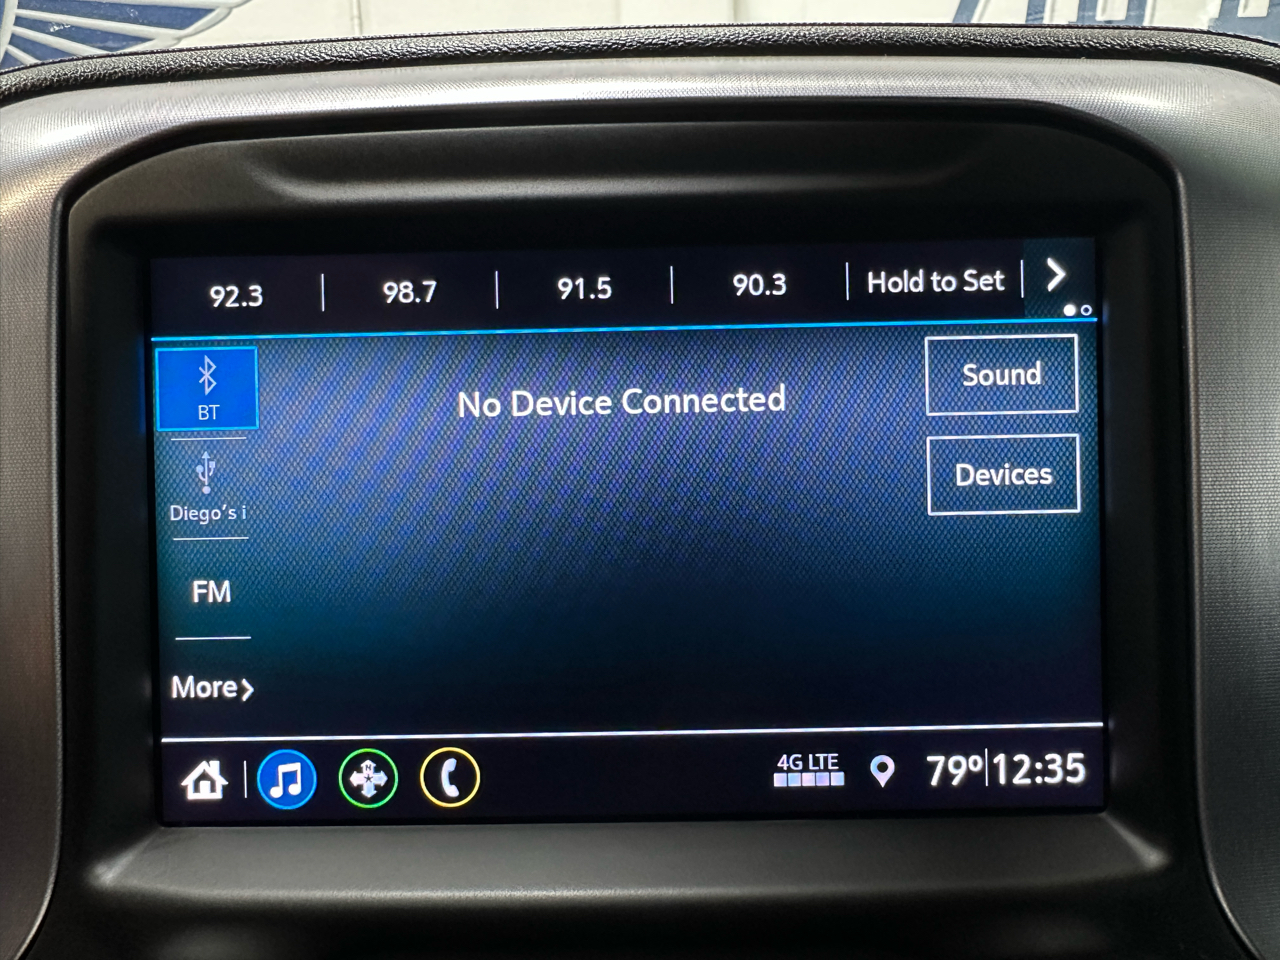 92.3 98.7 91.5 90.3 Hold to Set
BT
No Device Connected
Sound
Devices
Diego's i
FM
More
N
4G LTE
79° 12:35